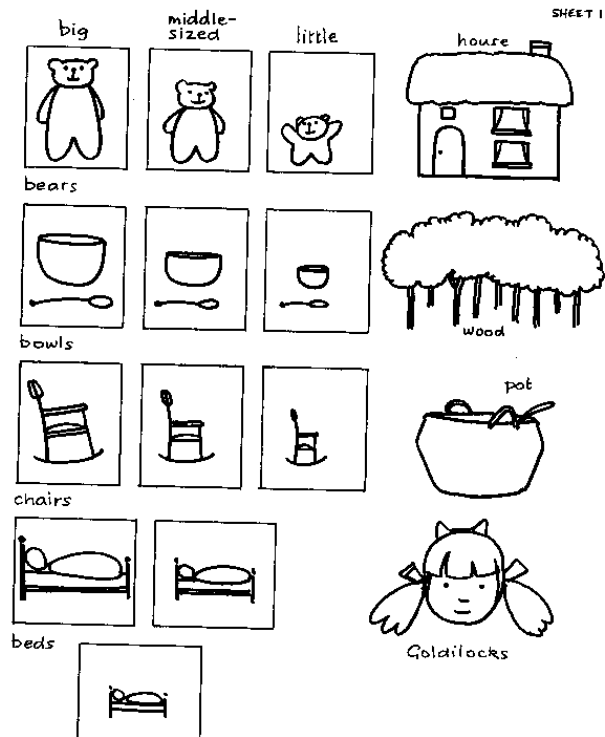 SHEET 1
big
middle-
sized
little
house
bears
bowls
wood
pot
chairs
beds
Goldilocks